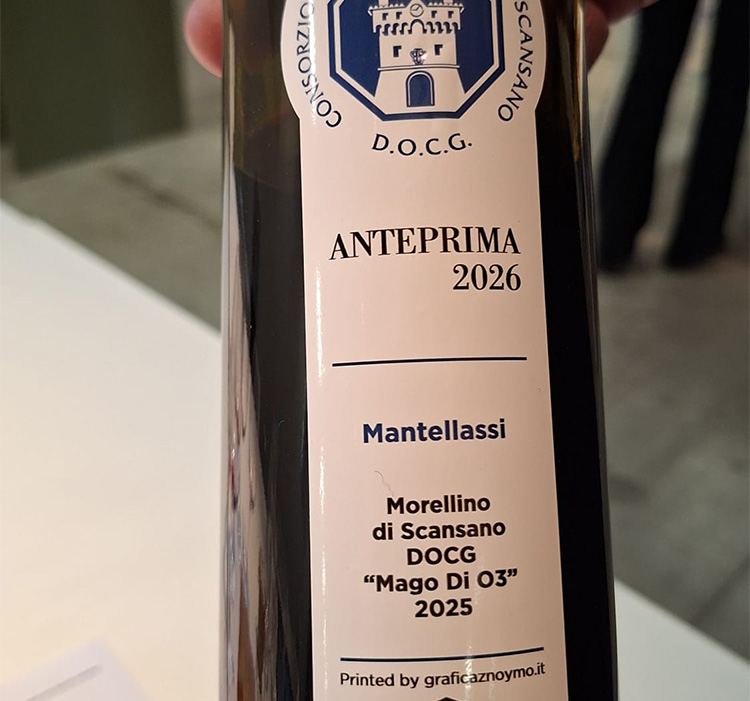 CONSORZIO
SCANSANO
D.O.C.G.
ANTEPRIMA
2026
Mantellassi
Morellino
di Scansano
DOCG
“Mago Di O3”
2025
Printed by graficaznoymo.it